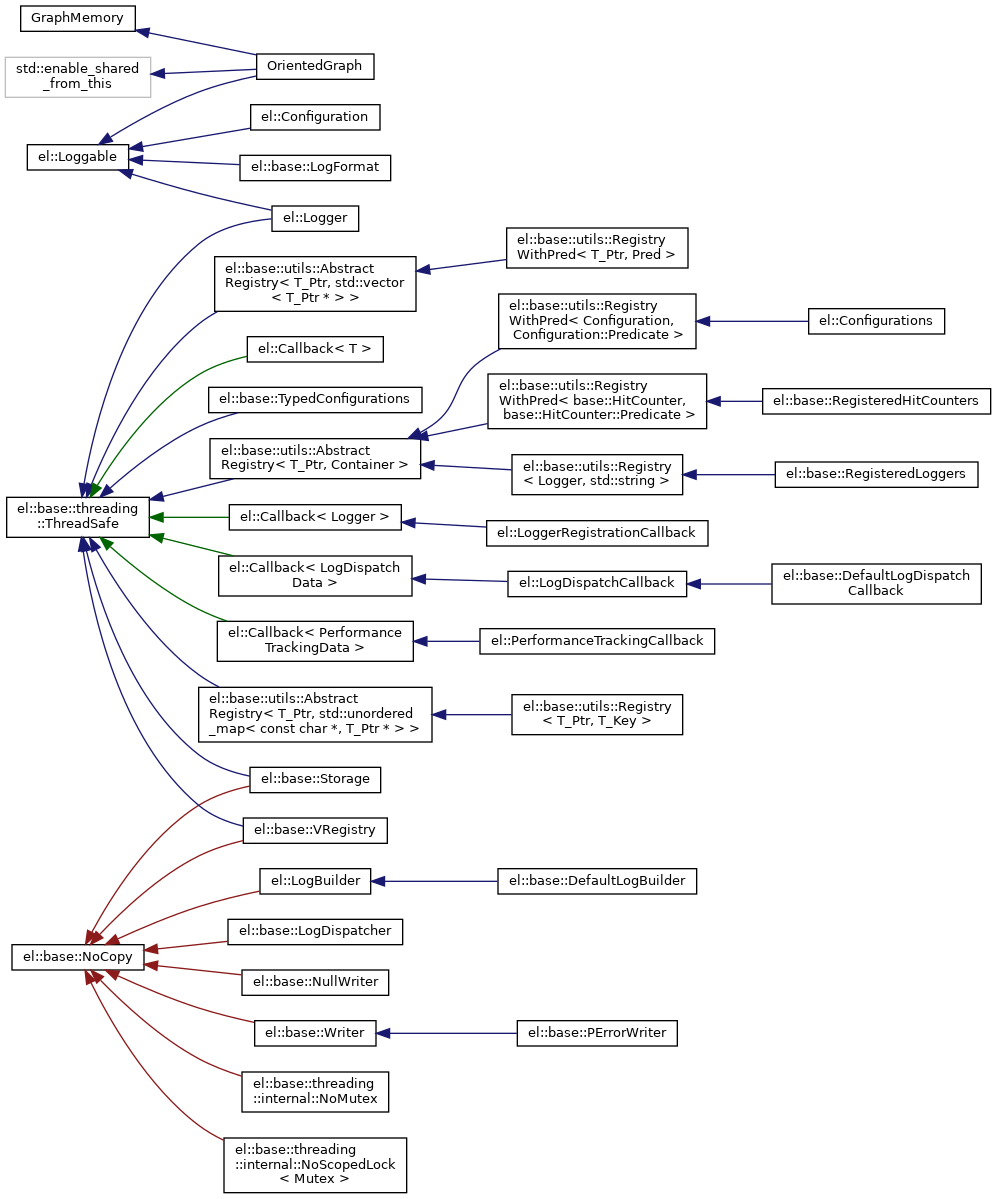 GraphMemory
std::enable_shared
_from_this
OrientedGraph
el::Configuration
el::Loggable
el::base::LogFormat
el::Logger
el::base::utils::Registry
WithPred< T_Ptr, Pred >
el::base::utils::Abstract
Registry< T_Ptr, std::vector
< T_Ptr * > >
el::base::utils::Registry
WithPred< Configuration,
Configuration::Predicate >
el::Configurations
el::Callback< T >
el::base::TypedConfigurations
el::base::utils::Registry
WithPred< base::HitCounter,
base::HitCounter::Predicate >
el::base::RegisteredHitCounters
el::base::utils::Abstract
Registry< T_Ptr, Container >
el::base::utils::Registry
< Logger, std::string >
el::base::RegisteredLoggers
el::base::threading
::ThreadSafe
el::Callback< Logger >
el::LoggerRegistrationCallback
el::Callback< LogDispatch
Data >
el::LogDispatchCallback
el::base::DefaultLogDispatch
Callback
el::Callback< Performance
TrackingData >
el::PerformanceTrackingCallback
el::base::utils::Abstract
Registry< T_Ptr, std::unordered
_map< const char *, T_Ptr * > >
el::base::utils::Registry
< T_Ptr, T_Key >
el::base::Storage
el::base::VRegistry
el::LogBuilder
el::base::DefaultLogBuilder
el::base::LogDispatcher
el::base::NoCopy
el::base::NullWriter
el::base::Writer
el::base::PErrorWriter
el::base::threading
::internal::NoMutex
el::base::threading
::internal::NoScopedLock
< Mutex >